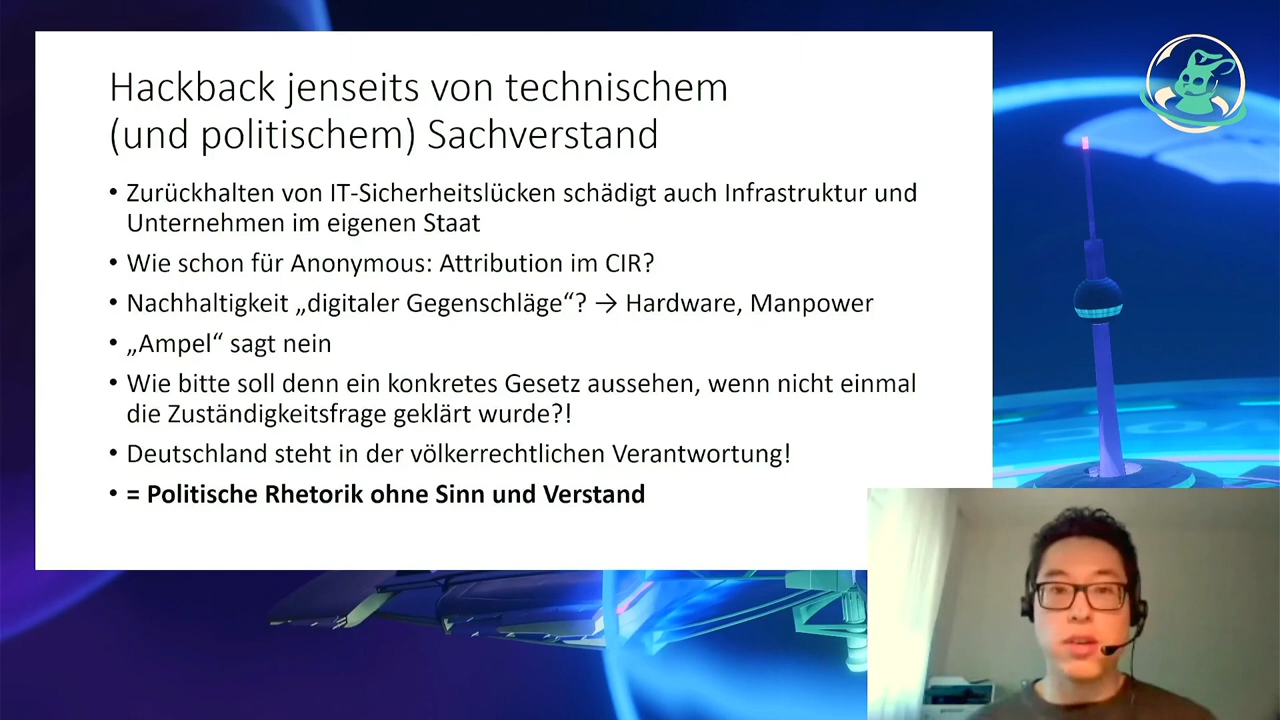 Hackback jenseits von technischem
(und politischem) Sachverstand
• Zurückhalten von IT-Sicherheitslücken schädigt auch Infrastruktur und
Unternehmen im eigenen Staat
• Wie schon für Anonymous: Attribution im CIR?
• Nachhaltigkeit „digitaler Gegenschläge“? → Hardware, Manpower
• „Ampel“ sagt nein
• Wie bitte soll denn ein konkretes Gesetz aussehen, wenn nicht einmal
die Zuständigkeitsfrage geklärt wurde?!
• Deutschland steht in der völkerrechtlichen Verantwortung!
• = Politische Rhetorik ohne Sinn und Verstand